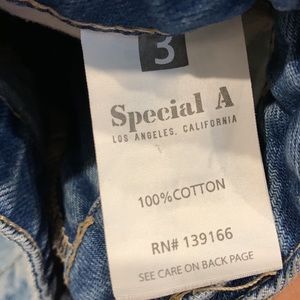 3
Special A
LOS ANGELES, CALIFORNIA
100%COTTON
RN# 139166
SEE CARE ON BACK PAGE